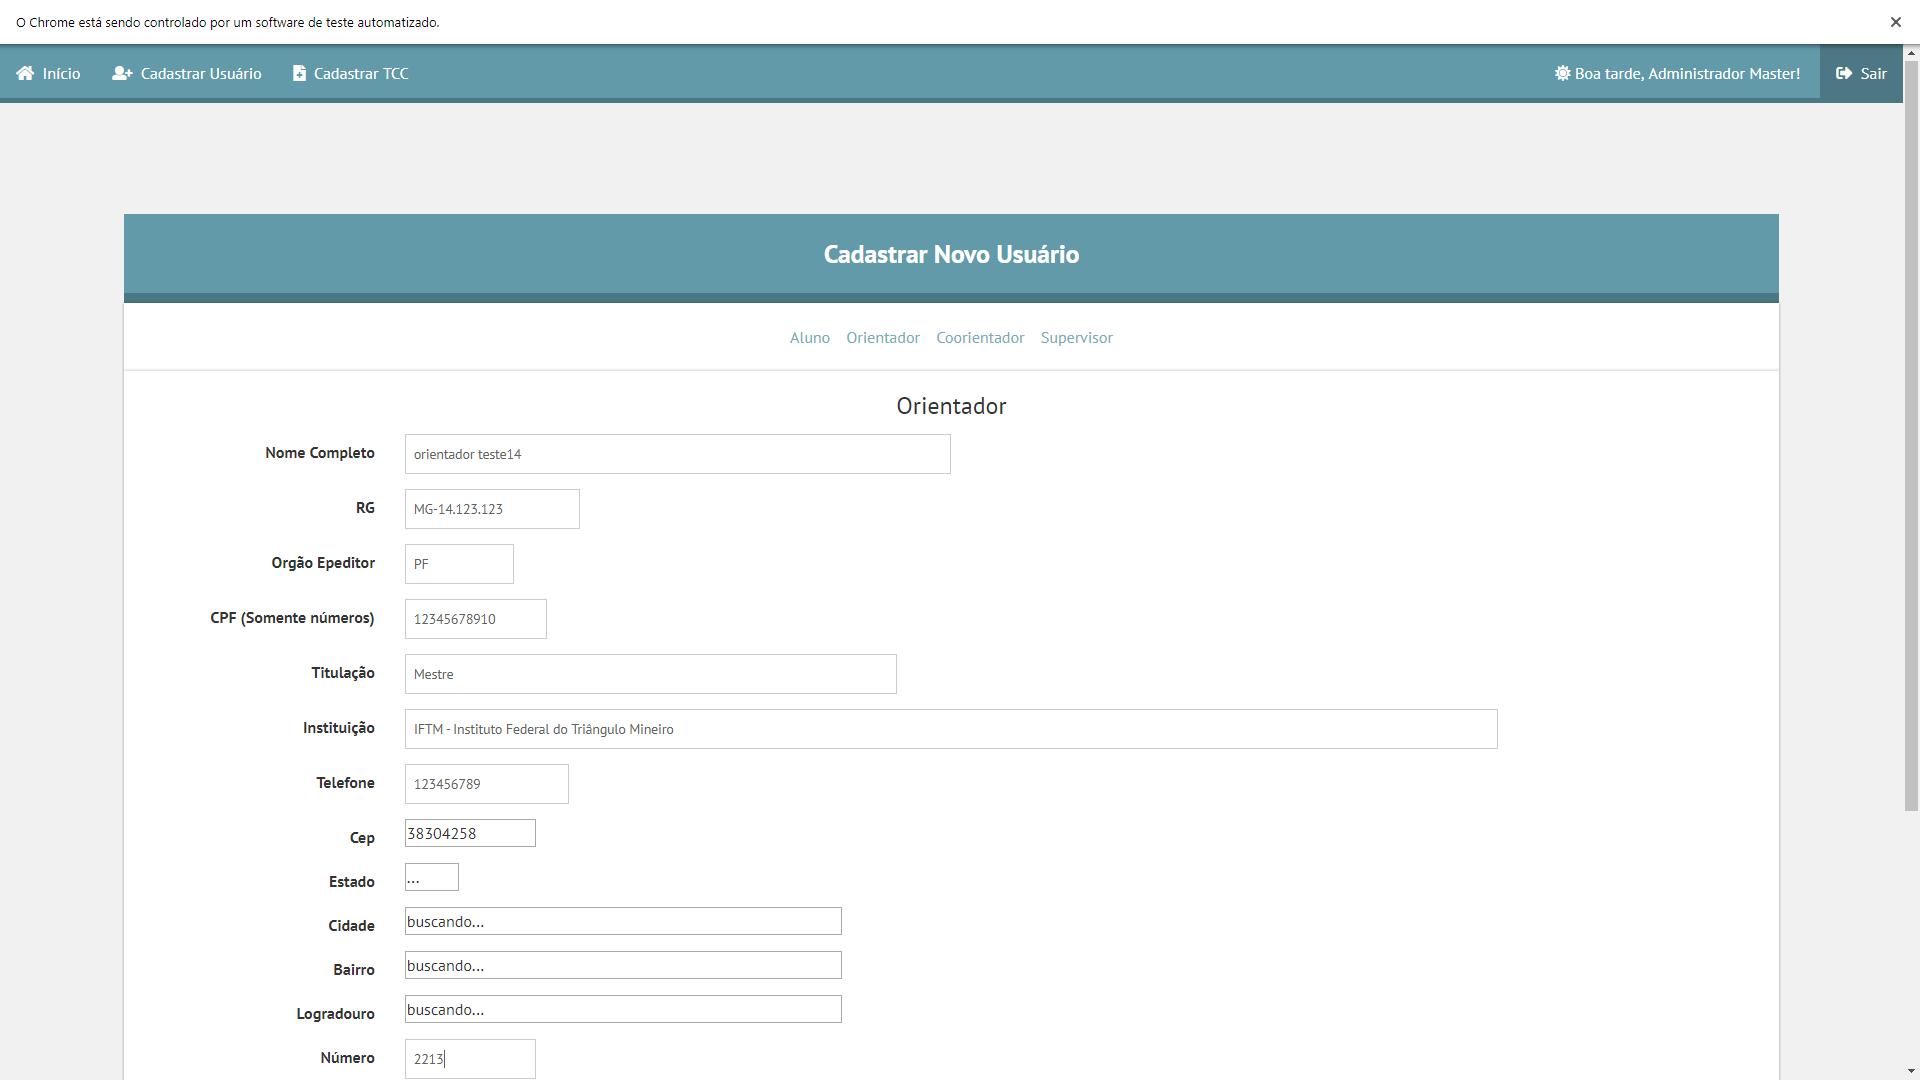 O Chrome está sendo controlado por um software de teste automatizado.
Início Cadastrar Usuário Cadastrar TCC Boa tarde, Administrador Master! Sair
Cadastrar Novo Usuário
Aluno Orientador Coorientador Supervisor
Orientador
Nome Completo orientador teste14
RG MG-14.123.123
Orgão Epeditor PF
CPF (Somente números) 12345678910
Titulação Mestre
Instituição IFTM - Instituto Federal do Triângulo Mineiro
Telefone 123456789
Cep 38304258
Estado ...
Cidade buscando...
Bairro buscando...
Logradouro buscando...
Número 2213